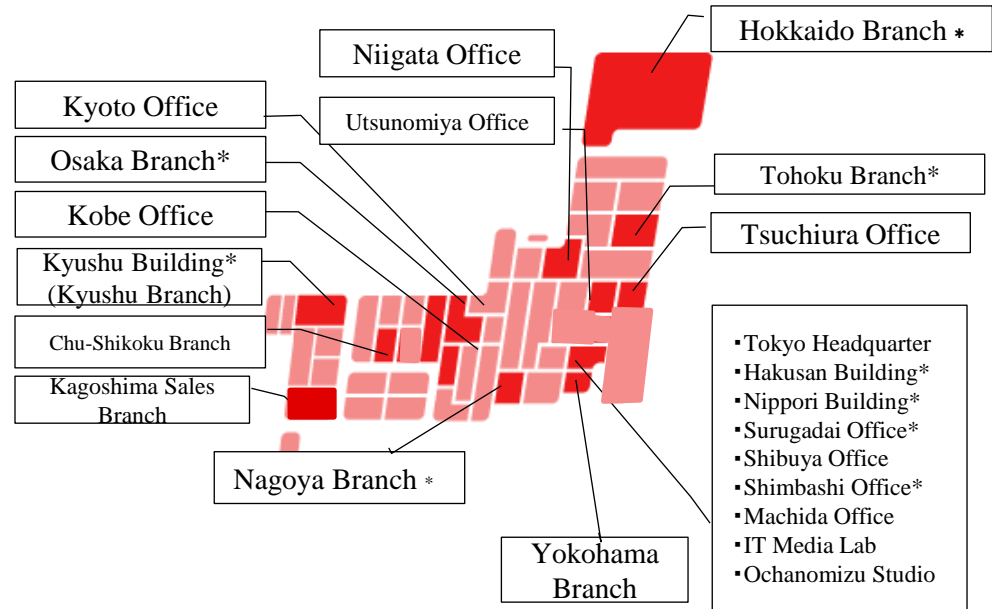 Hokkaido Branch *
Niigata Office
Kyoto Office
Utsunomiya Office
Osaka Branch*
Tohoku Branch*
Kobe Office
Tsuchiura Office
Kyushu Building*
(Kyushu Branch)
Chu-Shikoku Branch
Kagoshima Sales
Branch
Nagoya Branch *
Yokohama
Branch
▪Tokyo Headquarter
▪Hakusan Building*
▪Nippori Building*
▪Surugadai Office*
▪Shibuya Office
▪Shimbashi Office*
▪Machida Office
▪IT Media Lab
▪Ochanomizu Studio